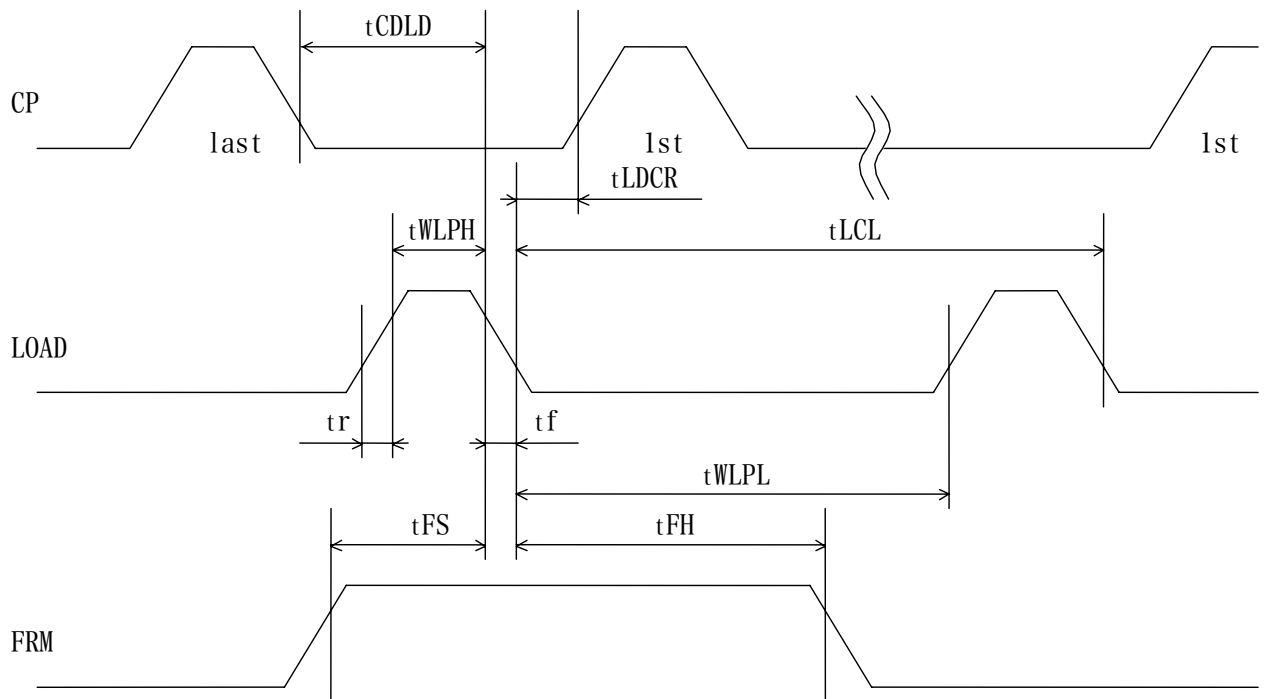 tCDLD
CP
last
1st
1st
tLDCR
tWLPH
tLCL
LOAD
tr
tf
tWLPL
tFS
tFH
FRM